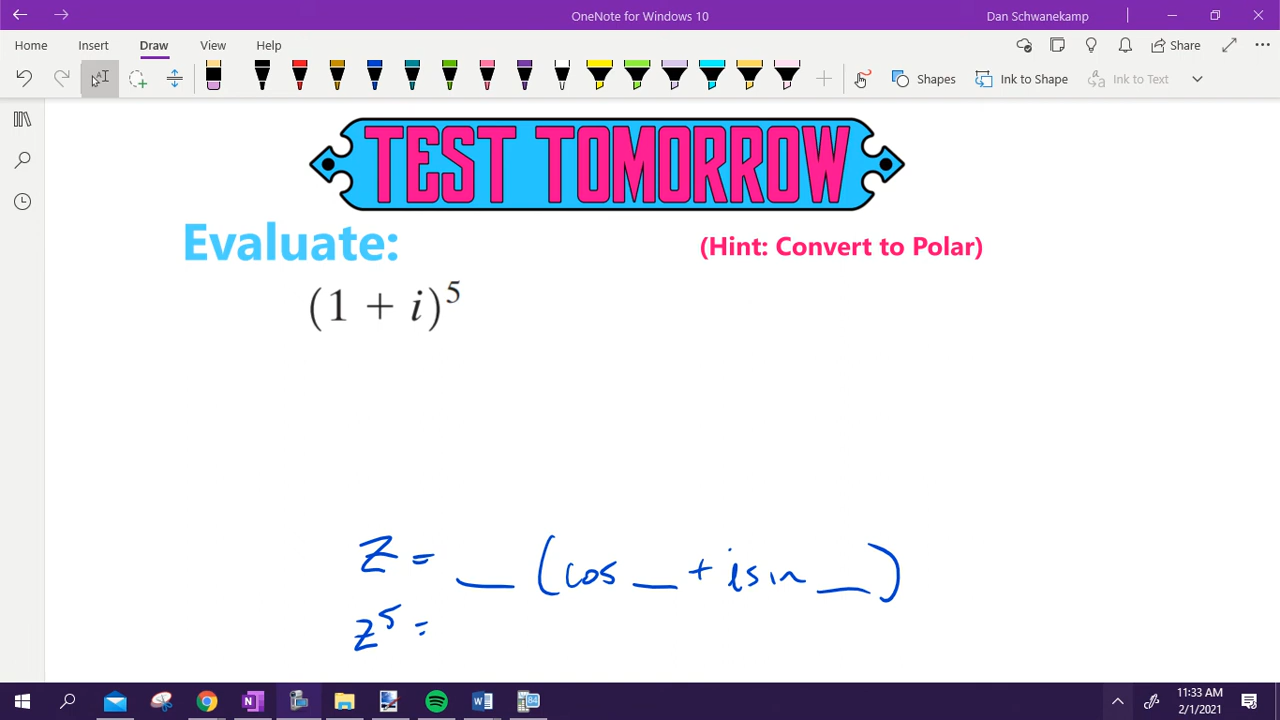 OneNote for Windows 10
Dan Schwanekamp
Home Insert Draw View Help
Share
Shapes Ink to Shape Ink to Text
TEST TOMORROW
Evaluate:
(Hint: Convert to Polar)
(1 + i)^5
z = __ (cos __ + i sin __)
z^5 =
11:33 AM
2/1/2021